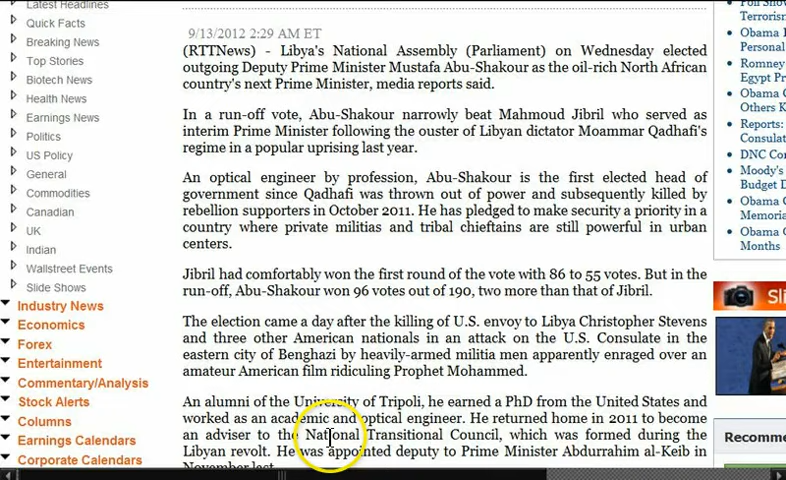 Latest Headlines
Quick Facts
Breaking News
Top Stories
Biotech News
Health News
Earnings News
Politics
US Policy
General
Commodities
Canadian
UK
Indian
Wallstreet Events
Slide Shows
Industry News
Economics
Forex
Entertainment
Commentary/Analysis
Stock Alerts
Columns
Earning Calendars
Corporate Calendars
9/13/2012 2:29 AM ET
(RTTNews) - Libya's National Assembly (Parliament) on Wednesday elected
outgoing Deputy Prime Minister Mustafa Abu-Shakour as the oil-rich North African
country's next Prime Minister, media reports said.
In a run-off vote, Abu-Shakour narrowly beat Mahmoud Jibril who served as
interim Prime Minister following the ouster of Libyan dictator Moammar Qadhafi's
regime in a popular uprising last year.
An optical engineer by profession, Abu-Shakour is the first elected head of
government since Qadhafi was thrown out of power and subsequently killed by
rebellion supporters in October 2011. He has pledged to make security a priority in a
country where private militias and tribal chieftains are still powerful in urban
centers.
Jibril had comfortably won the first round of the vote with 86 to 55 votes. But in the
run-off, Abu-Shakour won 96 votes out of 190, two more than that of Jibril.
The election came a day after the killing of U.S. envoy to Libya Christopher Stevens
and three other American nationals in an attack on the U.S. Consulate in the
eastern city of Benghazi by heavily-armed militia men apparently enraged over an
amateur American film ridiculing Prophet Mohammed.
An alumni of the University of Tripoli, he earned a PhD from the United States and
worked as an academic and optical engineer. He returned home in 2011 to become
an adviser to the National Transitional Council, which was formed during the
Libyan revolt. He was appointed deputy to Prime Minister Abdurrahim al-Keib in
November last
Poll Sho
Terrorism
Obama
Personal
Romney
Egypt Pr
Obama C
Others K
Reports:
Consulat
DNC Cor
Moody's
Budget D
Obama C
Memoria
Obama C
Months
Sli
Recomme